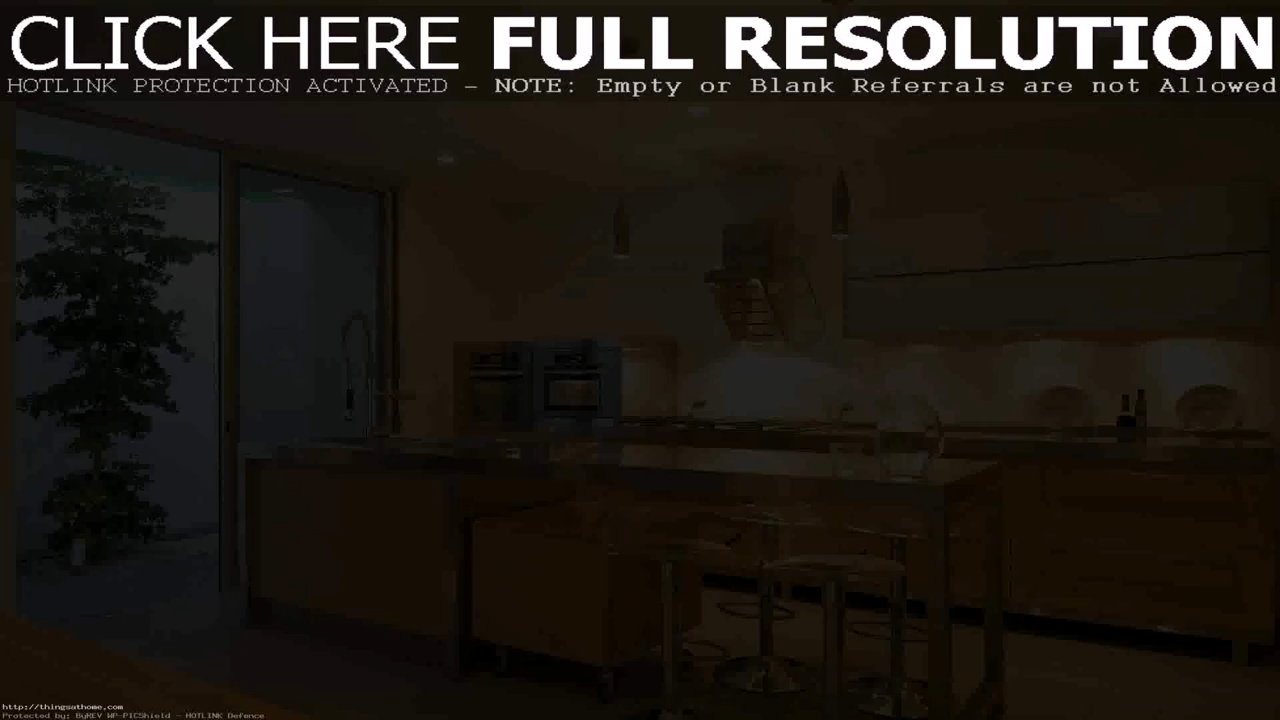 CLICK HERE FULL RESOLUTION
HOTLINK PROTECTION ACTIVATED - NOTE: Empty or Blank Referrals are not Allowed
http://thingsathome.com
Protected by: ByREV WP-PICShield - HOTLINK Defence